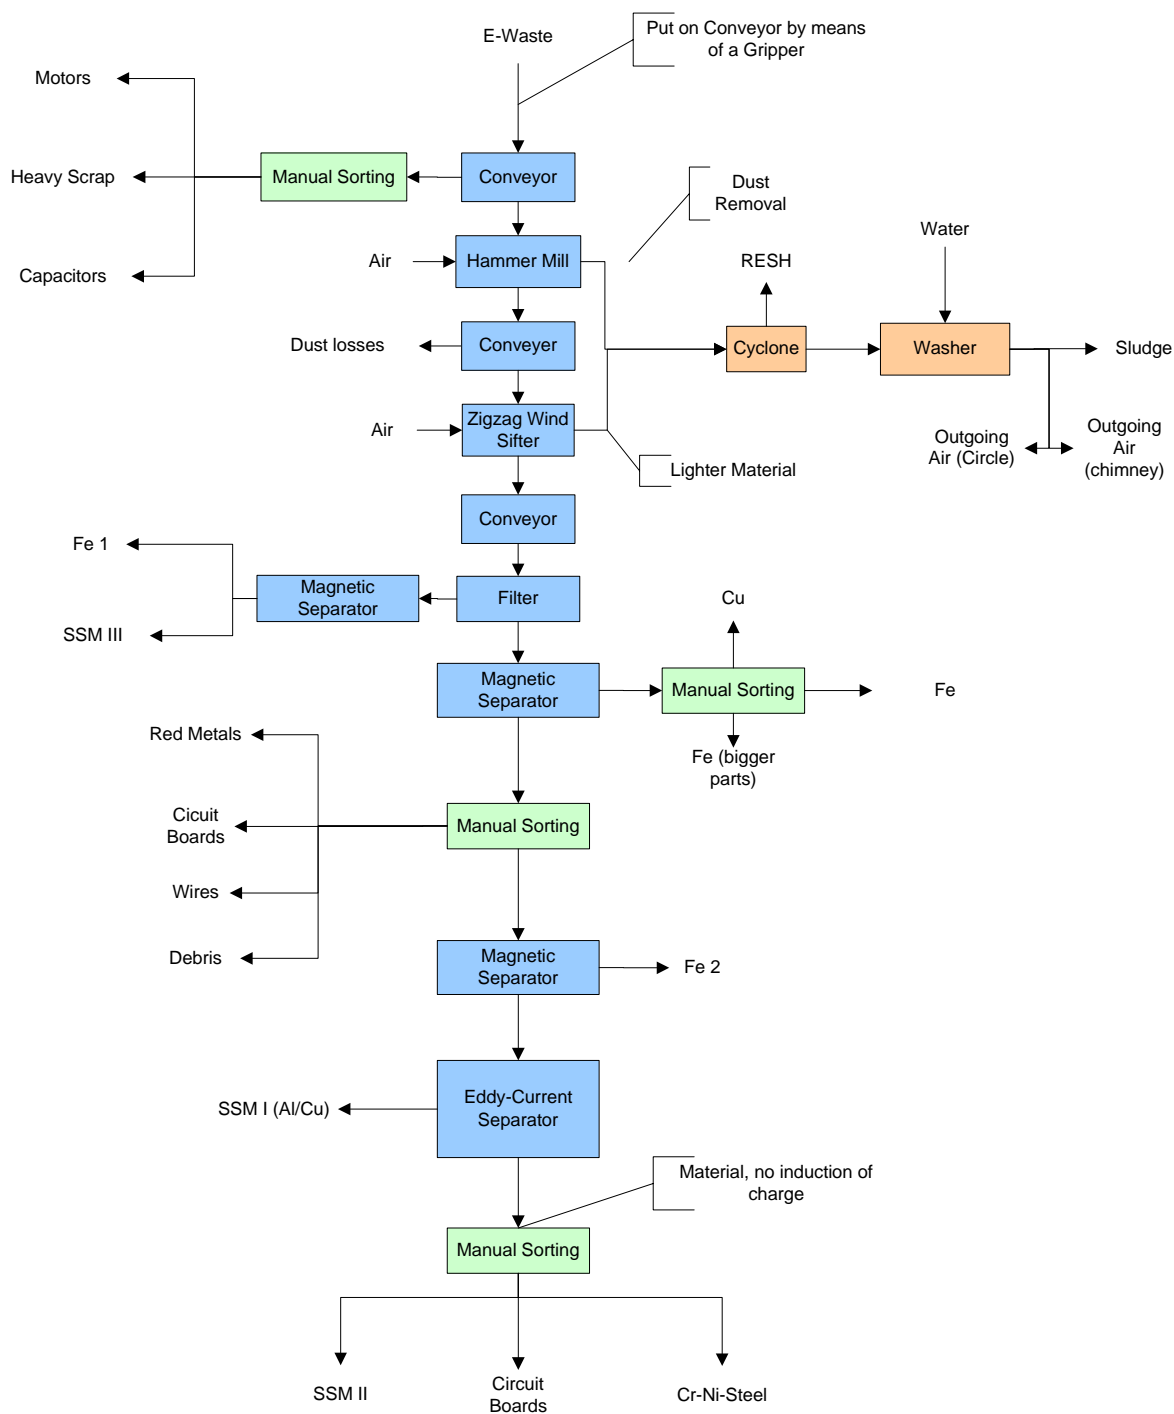 E-Waste
Put on Conveyor by means
of a Gripper
Motors
Heavy Scrap
Manual Sorting
Conveyor
Dust
Removal
Water
Capacitors
Air
Hammer Mill
RESH
Dust losses
Conveyer
Cyclone
Washer
Sludge
Air
Zigzag Wind
Sifter
Lighter Material
Outgoing
Air (Circle)
Outgoing
Air
(chimney)
Conveyor
Fe 1
Magnetic
Separator
Filter
SSM III
Cu
Magnetic
Separator
Manual Sorting
Fe
Fe (bigger
parts)
Red Metals
Cicuit
Boards
Manual Sorting
Wires
Debris
Magnetic
Separator
Fe 2
Eddy-Current
Separator
SSM I (Al/Cu)
Material, no induction of
charge
Manual Sorting
SSM II
Circuit
Boards
Cr-Ni-Steel